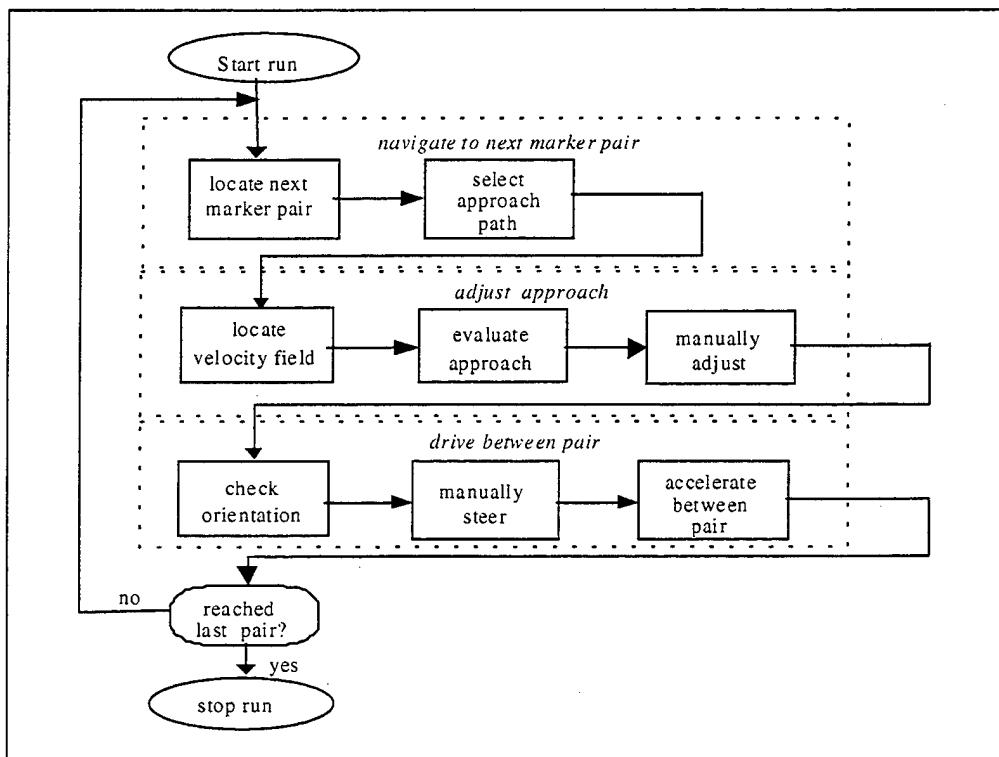 Start run
navigate to next marker pair
locate next
marker pair
select
approach
path
adjust approach
locate
velocity field
evaluate
approach
manually
adjust
drive between pair
check
orientation
manually
steer
accelerate
between
pair
no
reached
last pair?
yes
stop run